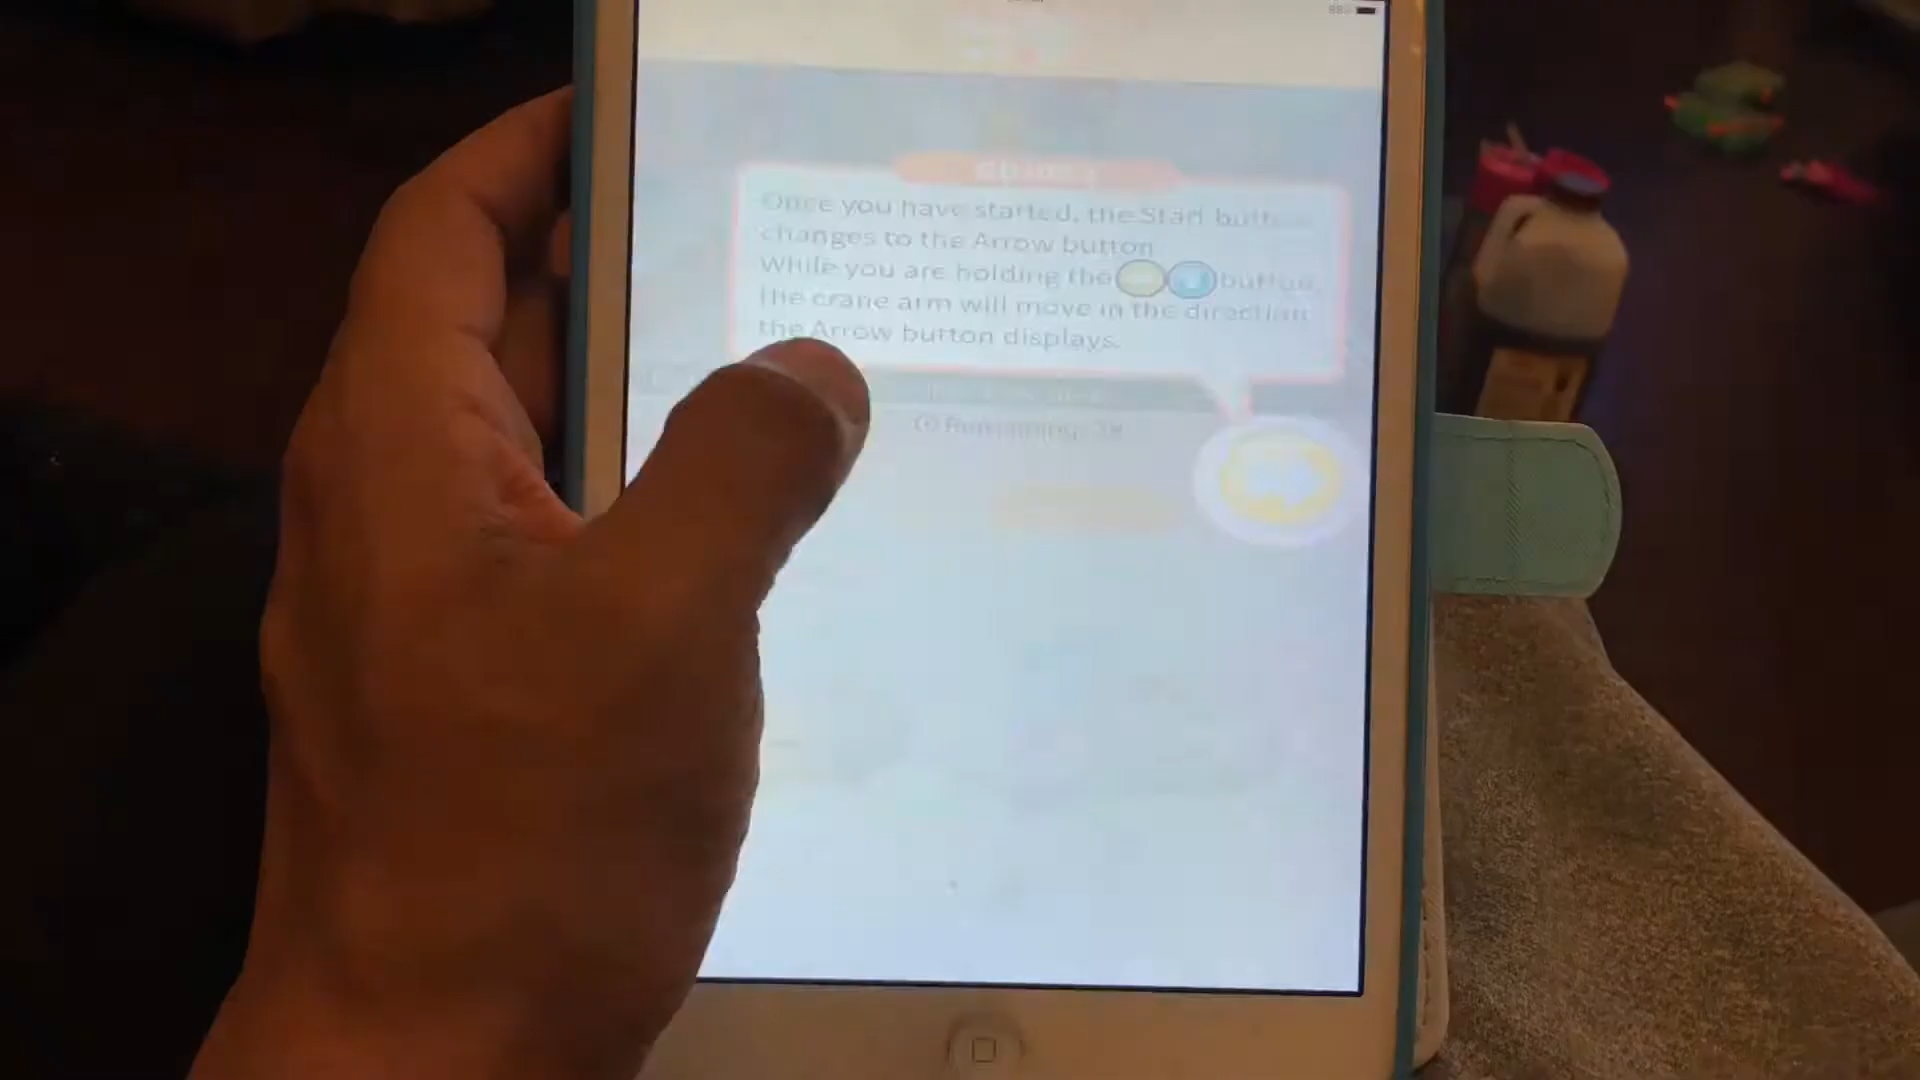 88%
Once you have started, the Start button
changes to the Arrow button
While you are holding the button,
the crane arm will move in the direction
the Arrow button displays.
Remaining: